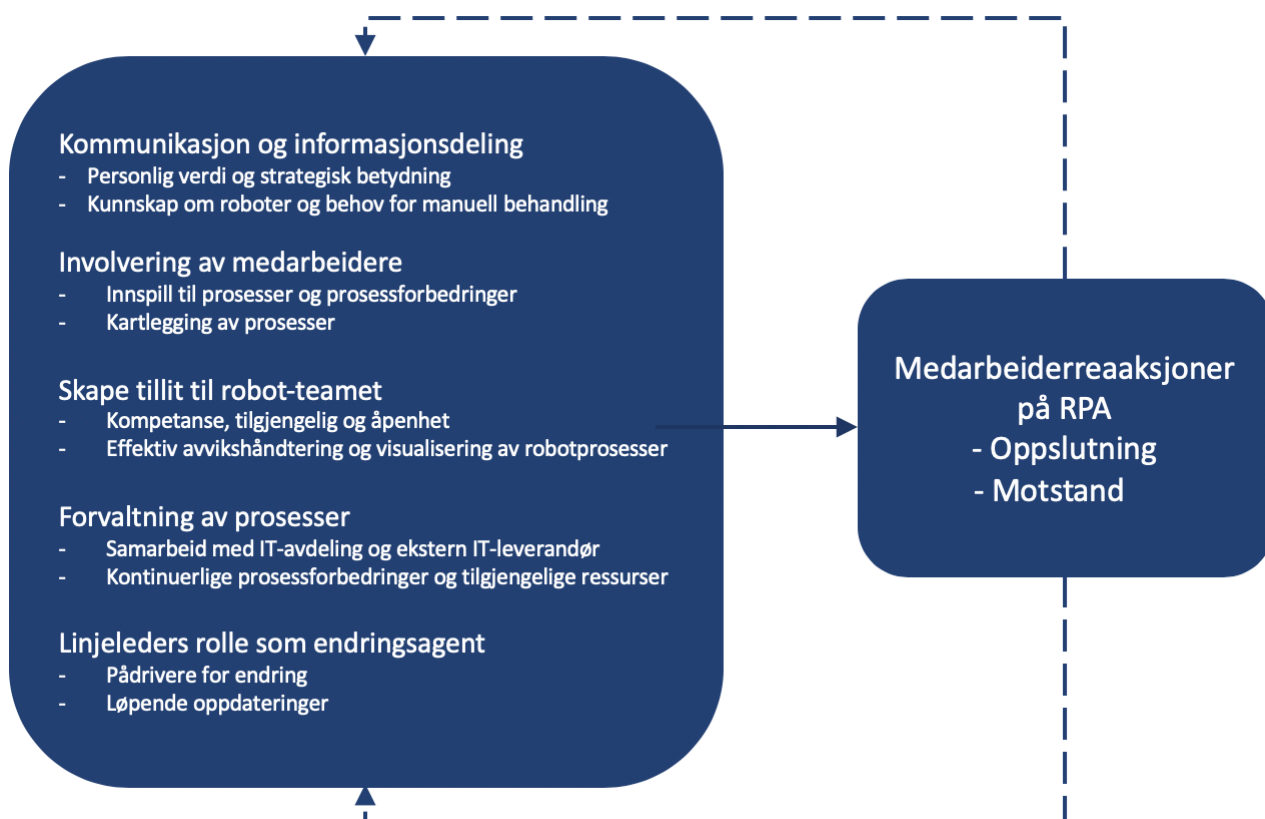 Kommunikasjon og informasjonsdeling
- Personlig verdi og strategisk betydning
- Kunnskap om roboter og behov for manuell behandling
Involvering av medarbeidere
- Innspill til prosesser og prosessforbedringer
- Kartlegging av prosesser
Skape tillit til robot-teamet
- Kompetanse, tilgjengelig og åpenhet
- Effektiv avvikshåndtering og visualisering av robotprosesser
Forvaltning av prosesser
- Samarbeid med IT-avdeling og ekstern IT-leverandør
- Kontinuerlige prosessforbedringer og tilgjengelige ressurser
Linjeleders rolle som endringsagent
- Pådrivere for endring
- Løpende oppdateringer
Medarbeiderreaaksjoner
på RPA
- Oppslutning
- Motstand